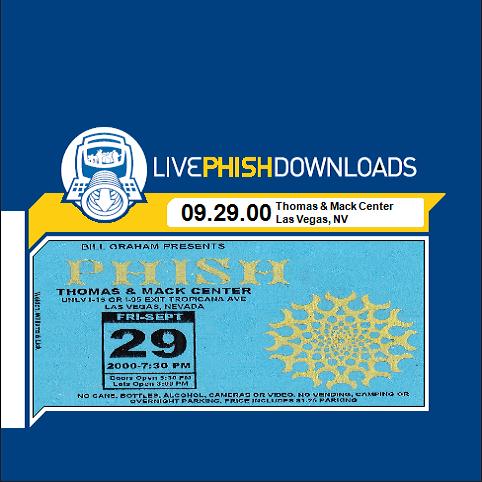 LIVEPHISHDOWNLOADS
09.29.00
Thomas & Mack Center
Las Vegas, NV
BILL GRAHAM PRESENTS
PHISH
THOMAS & MACK CENTER
UNLV I-15 OR I-95 EXIT TROPICANA AVE
LAS VEGAS, NEVADA
FRI-SEPT
29
2000-7:30 PM
Doors Open 6:30 PM
Lots Open 3:00 PM
NO CANS, BOTTLES, ALCOHOL, CAMERAS OR VIDEO. NO VENDING, CAMPING OR
OVERNIGHT PARKING. PRICE INCLUDES $1.75 PARKING